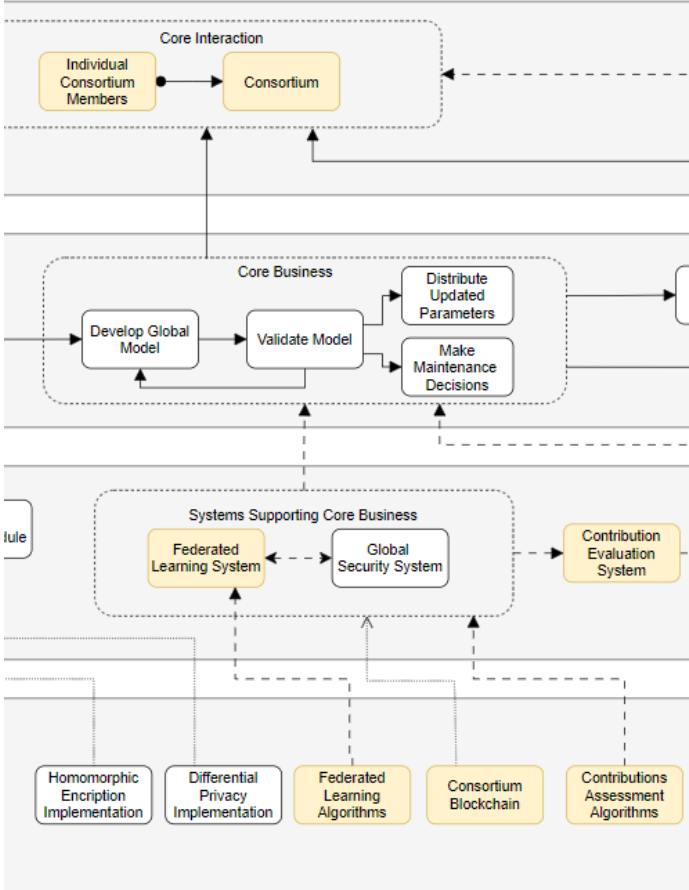 Core Interaction
Individual
Consortium
Members
Consortium
Core Business
Develop Global
Model
Validate Model
Distribute
Updated
Parameters
Make
Maintenance
Decisions
dule
Systems Supporting Core Business
Federated
Learning System
Global
Security System
Contribution
Evaluation
System
Homomorphic
Encription
Implementation
Differential
Privacy
Implementation
Federated
Learning
Algorithms
Consortium
Blockchain
Contributions
Assessment
Algorithms